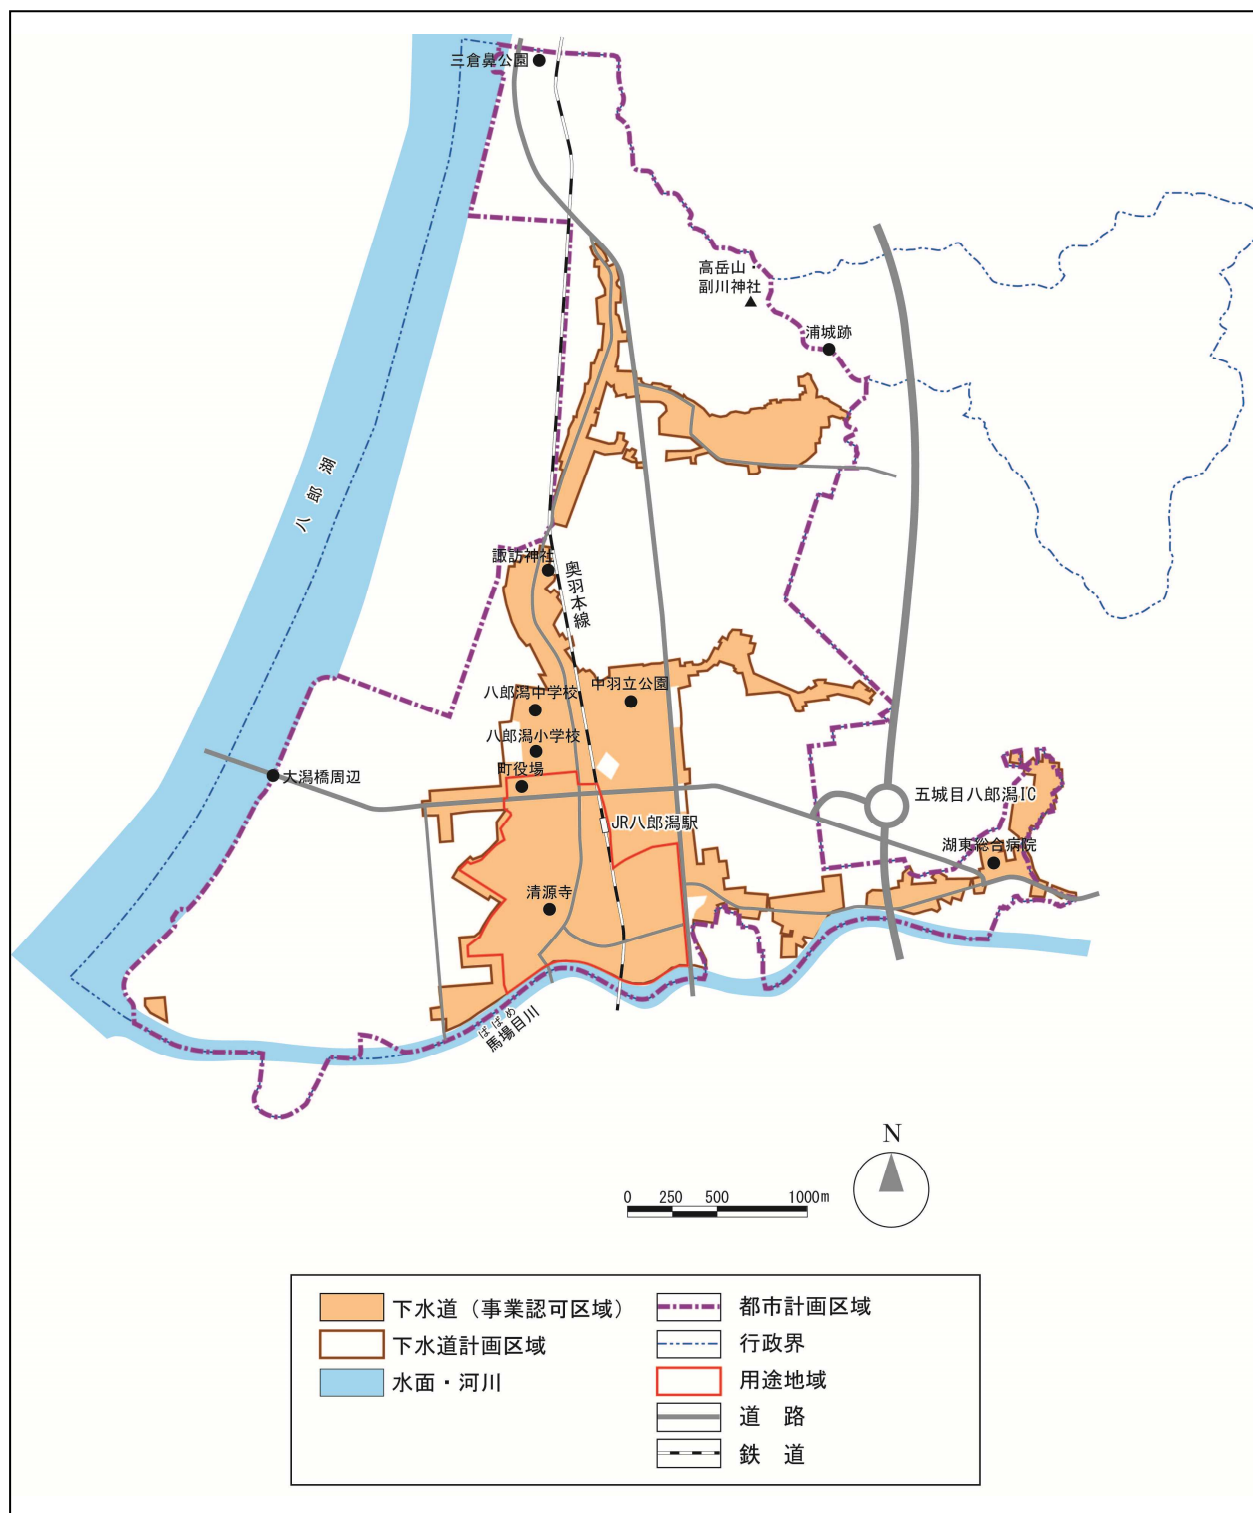 三倉鼻公園
高岳山・
副川神社
浦城跡
八郎湖
諏訪神社
奥羽本線
八郎潟中学校
中羽立公園
八郎潟小学校
町役場
大潟橋周辺
五城目八郎潟IC
JR八郎潟駅
湖東総合病院
清源寺
ばばめ
馬場目川
N
0 250 500 1000m
下水道（事業認可区域）
下水道計画区域
水面・河川
都市計画区域
行政界
用途地域
道　路
鉄　道